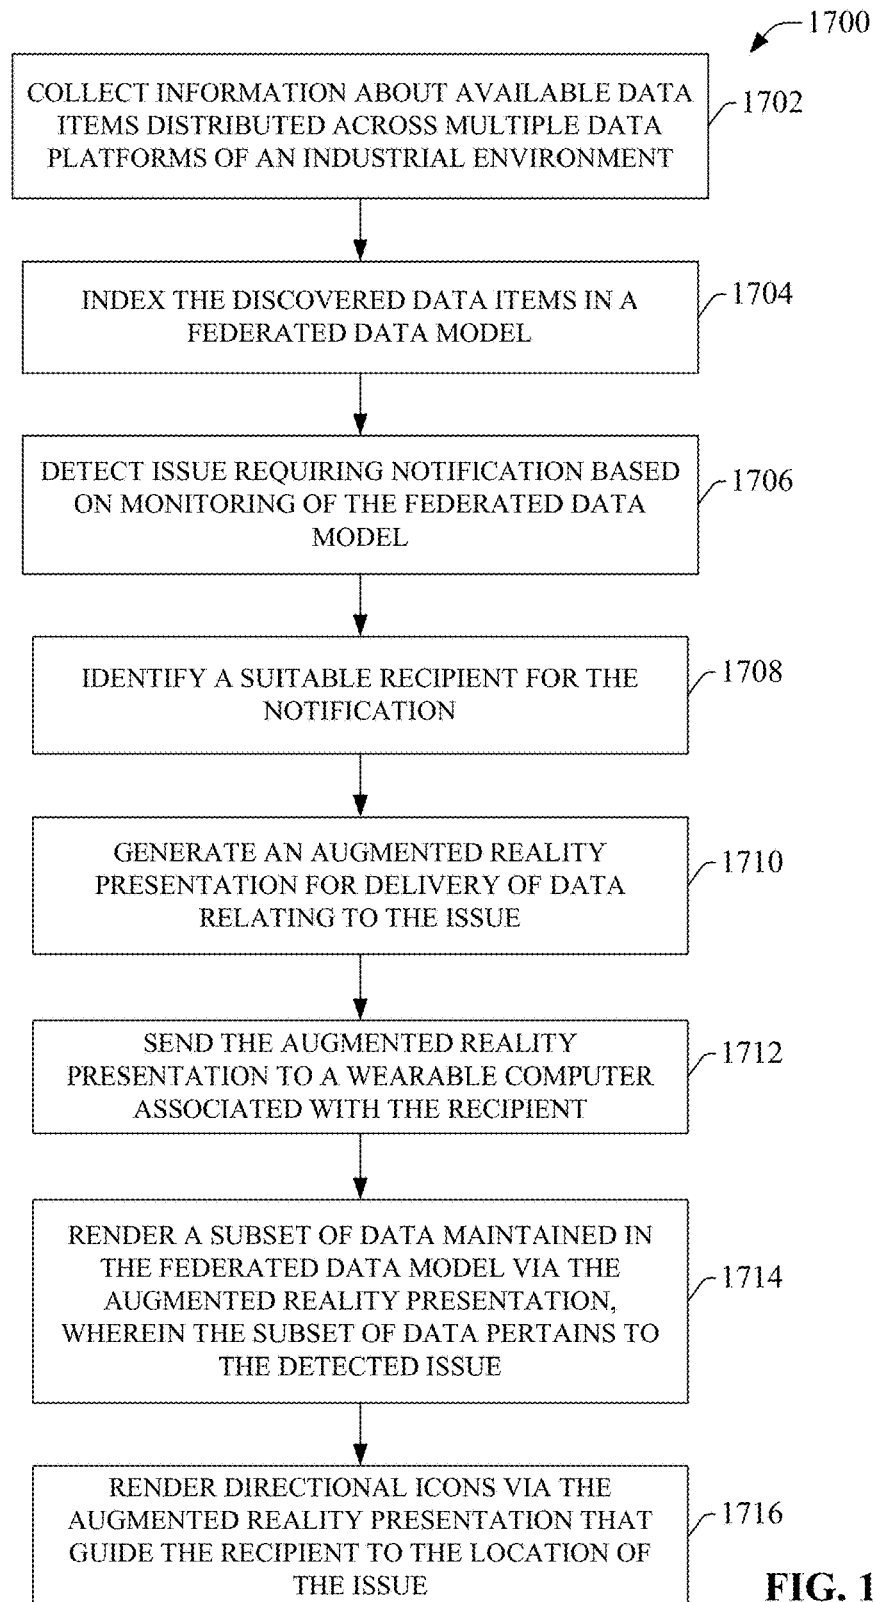 1700
COLLECT INFORMATION ABOUT AVAILABLE DATA
ITEMS DISTRIBUTED ACROSS MULTIPLE DATA
PLATFORMS OF AN INDUSTRIAL ENVIRONMENT
1702
INDEX THE DISCOVERED DATA ITEMS IN A
FEDERATED DATA MODEL
1704
DETECT ISSUE REQUIRING NOTIFICATION BASED
ON MONITORING OF THE FEDERATED DATA
MODEL
1706
IDENTIFY A SUITABLE RECIPIENT FOR THE
NOTIFICATION
1708
GENERATE AN AUGMENTED REALITY
PRESENTATION FOR DELIVERY OF DATA
RELATING TO THE ISSUE
1710
SEND THE AUGMENTED REALITY
PRESENTATION TO A WEARABLE COMPUTER
ASSOCIATED WITH THE RECIPIENT
1712
RENDER A SUBSET OF DATA MAINTAINED IN
THE FEDERATED DATA MODEL VIA THE
AUGMENTED REALITY PRESENTATION,
WHEREIN THE SUBSET OF DATA PERTAINS TO
THE DETECTED ISSUE
1714
RENDER DIRECTIONAL ICONS VIA THE
AUGMENTED REALITY PRESENTATION THAT
GUIDE THE RECIPIENT TO THE LOCATION OF
THE ISSUE
1716
FIG. 1